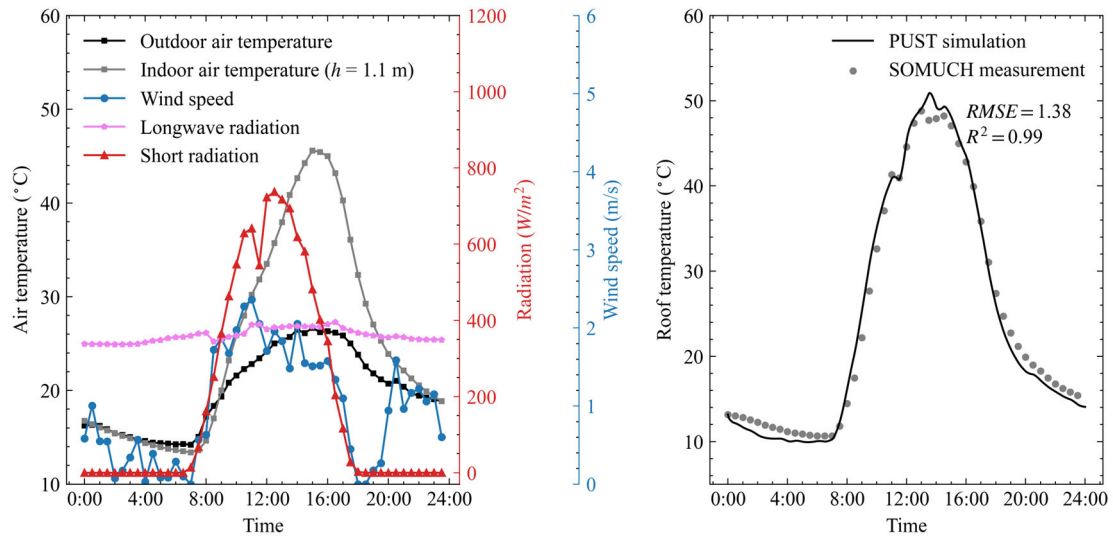 60
50
40
30
20
10
Air temperature (°C)
Outdoor air temperature
Indoor air temperature (h = 1.1 m)
Wind speed
Longwave radiation
Short radiation
0:00 4:00 8:00 12:00 16:00 20:00 24:00
Time
1200
1000
800
600
400
200
0
Radiation (W/m²)
6
5
4
3
2
1
0
Wind speed (m/s)
60
50
40
30
20
10
Roof temperature (°C)
PUST simulation
SOMUCH measurement
RMSE=1.38
R²=0.99
0:00 4:00 8:00 12:00 16:00 20:00 24:00
Time